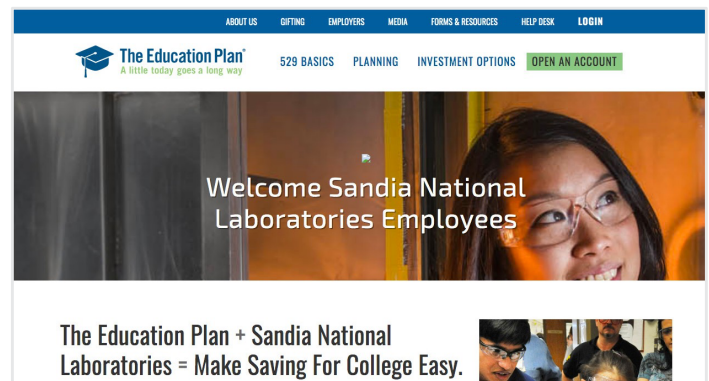 ABOUT US GIFTING EMPLOYERS MEDIA FORMS & RESOURCES HELP DESK LOGIN
The Education Plan®
A little today goes a long way
529 BASICS PLANNING INVESTMENT OPTIONS OPEN AN ACCOUNT
Welcome Sandia National
Laboratories Employees
The Education Plan + Sandia National
Laboratories = Make Saving For College Easy.